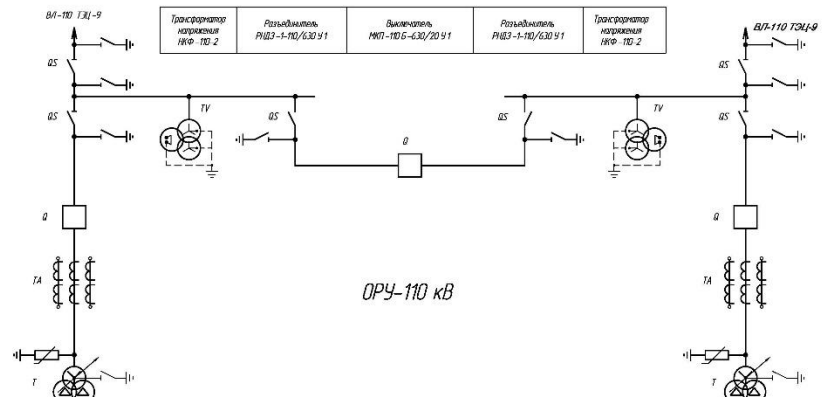 ВЛ-110 ТЭЦ-9
Трансформатор
напряжения
НКФ-110-2
Разъединитель
РНДЗ-1-110/630 У1
Выключатель
МКП-110Б-630/20 У1
Разъединитель
РНДЗ-1-110/630 У1
Трансформатор
напряжения
НКФ-110-2
ВЛ-110 ТЭЦ-9
QS
QS
QS
TV
QS
QS
TV
QS
Q
Q
Q
TA
TA
ОРУ-110 кВ
T
T